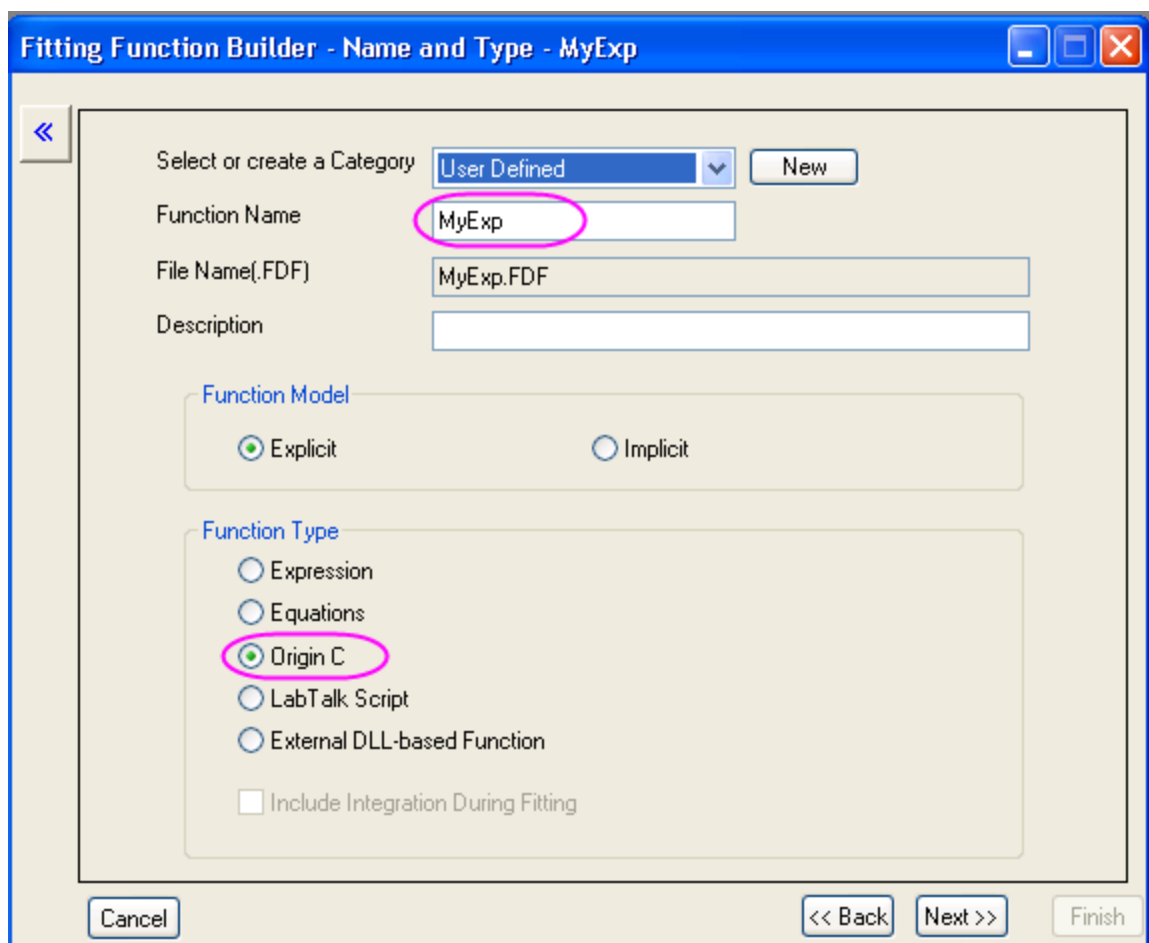 Fitting Function Builder - Name and Type - MyExp
«
Select or create a Category User Defined New
Function Name MyExp
File Name(.FDF) MyExp.FDF
Description
Function Model
Explicit Implicit
Function Type
Expression
Equations
Origin C
LabTalk Script
External DLL-based Function
Include Integration During Fitting
Cancel << Back Next >> Finish